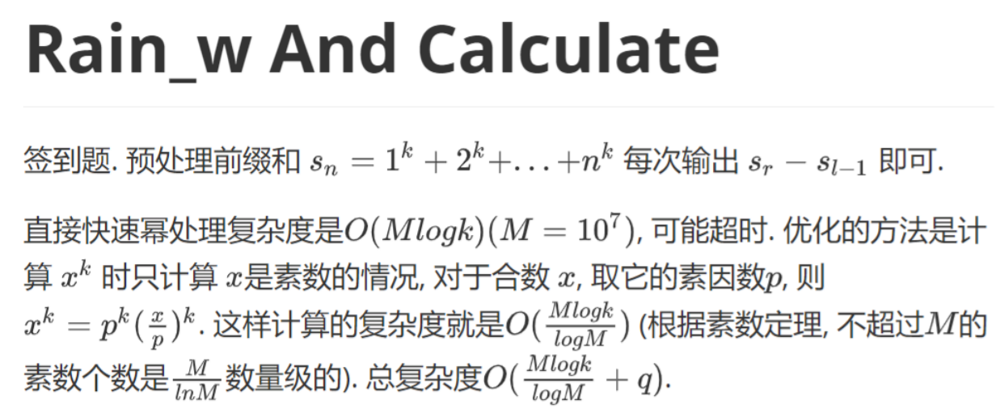 Rain_w And Calculate
签到题. 预处理前缀和 $s_n = 1^k + 2^k + \ldots + n^k$ 每次输出 $s_r - s_{l-1}$ 即可.
直接快速幂处理复杂度是$O(Mlogk)(M = 10^7)$, 可能超时. 优化的方法是计
算 $x^k$ 时只计算 $x$是素数的情况, 对于合数 $x$, 取它的素因数$p$, 则
$x^k = p^k(\frac{x}{p})^k$. 这样计算的复杂度就是$O(\frac{Mlogk}{logM})$ (根据素数定理, 不超过$M$的
素数个数是$\frac{M}{lnM}$数量级的). 总复杂度$O(\frac{Mlogk}{logM} + q)$.